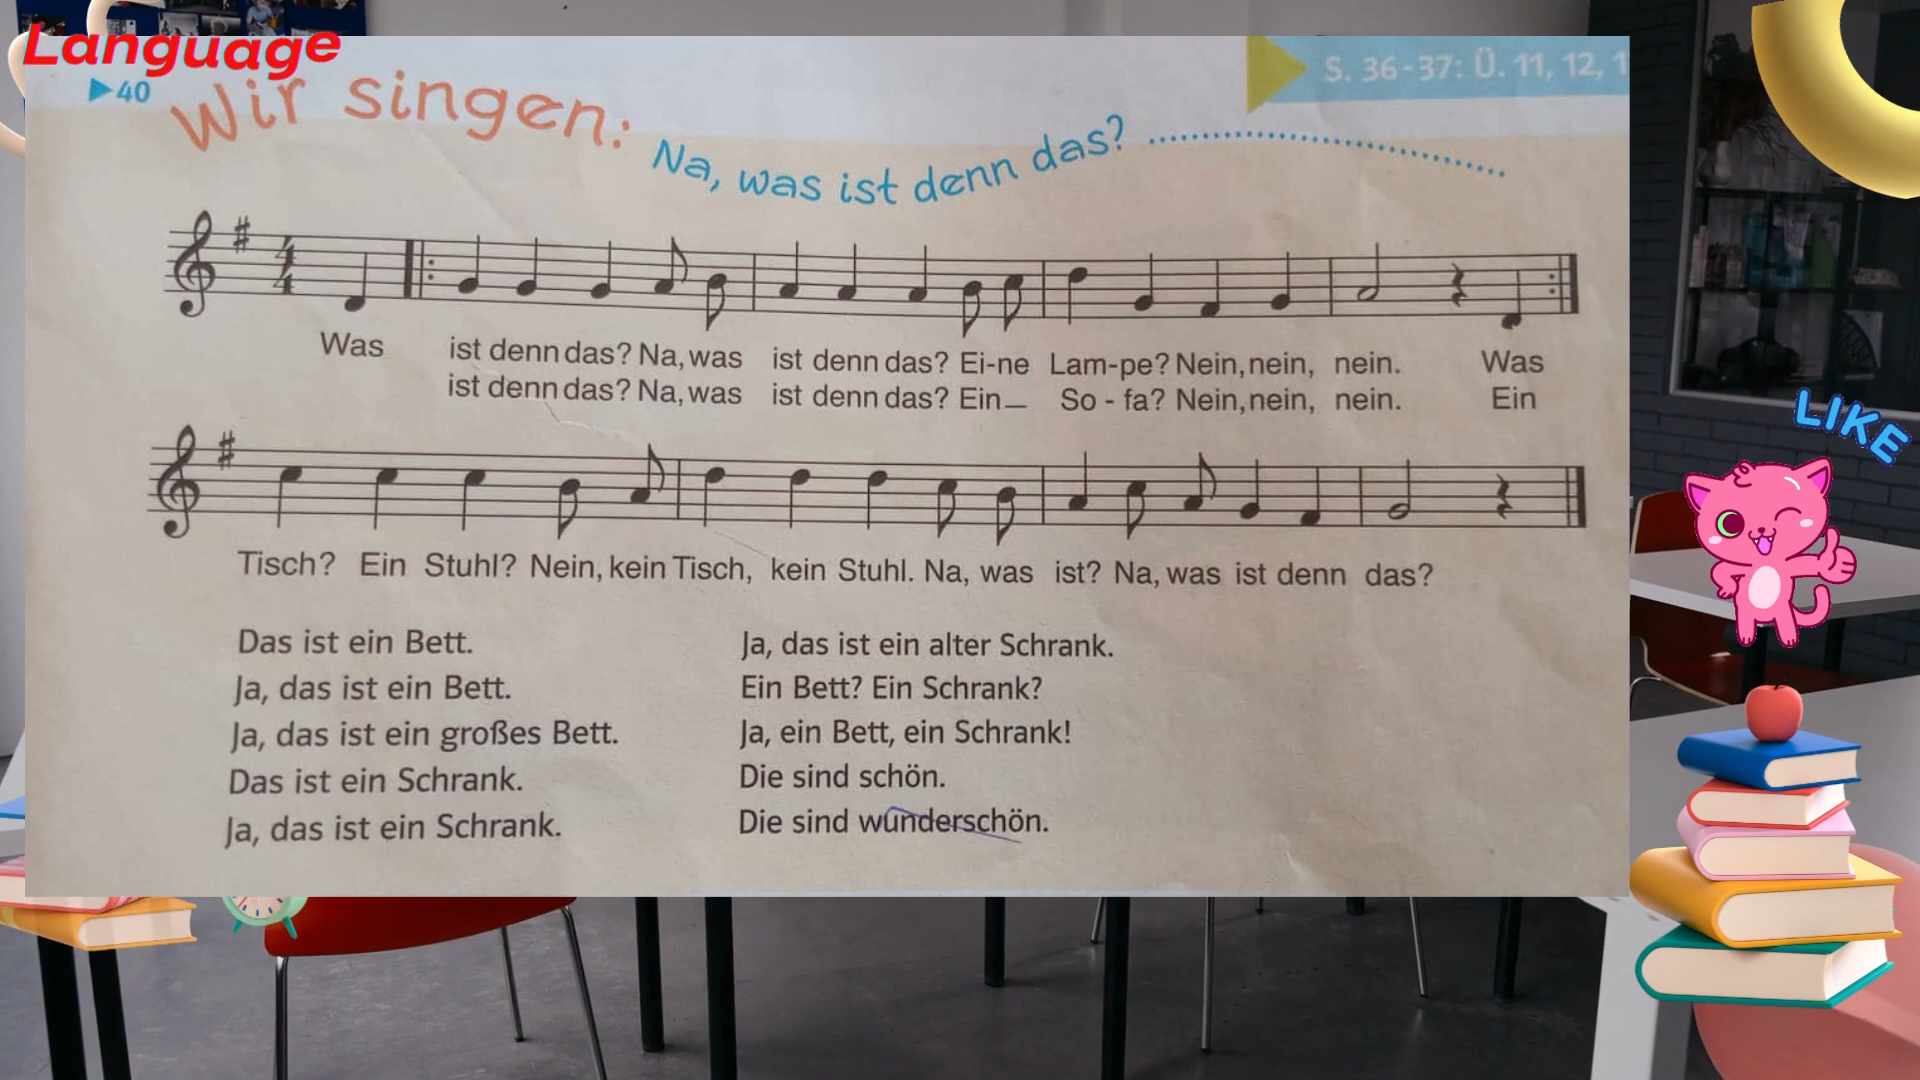 Language
▶40
Wir singen:
Na, was ist denn das?
S. 36-37: Ü. 11, 12, 1
Was ist denn das? Na, was ist denn das? Ei-ne Lam-pe? Nein, nein, nein. Was
ist denn das? Na, was ist denn das? Ein_ So - fa? Nein, nein, nein. Ein
Tisch? Ein Stuhl? Nein, kein Tisch, kein Stuhl. Na, was ist? Na, was ist denn das?
Das ist ein Bett.
Ja, das ist ein Bett.
Ja, das ist ein großes Bett.
Das ist ein Schrank.
Ja, das ist ein Schrank.
Ja, das ist ein alter Schrank.
Ein Bett? Ein Schrank?
Ja, ein Bett, ein Schrank!
Die sind schön.
Die sind wunderschön.
LIKE